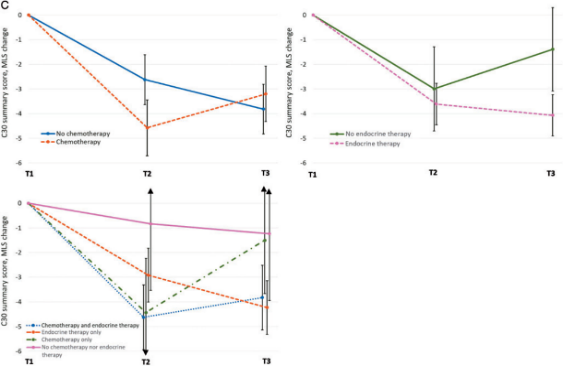 C
C30 summary score, MLS change
0
-1
-2
-3
-4
-5
-6
No chemotherapy
Chemotherapy
T1
T2
T3
C30 summary score, MLS change
0
-1
-2
-3
-4
-5
-6
No endocrine therapy
Endocrine therapy
T1
T2
T3
C30 summary score, MLS change
0
-1
-2
-3
-4
-5
-6
Chemotherapy and endocrine therapy
Endocrine therapy only
Chemotherapy only
No chemotherapy nor endocrine
therapy
T1
T2
T3